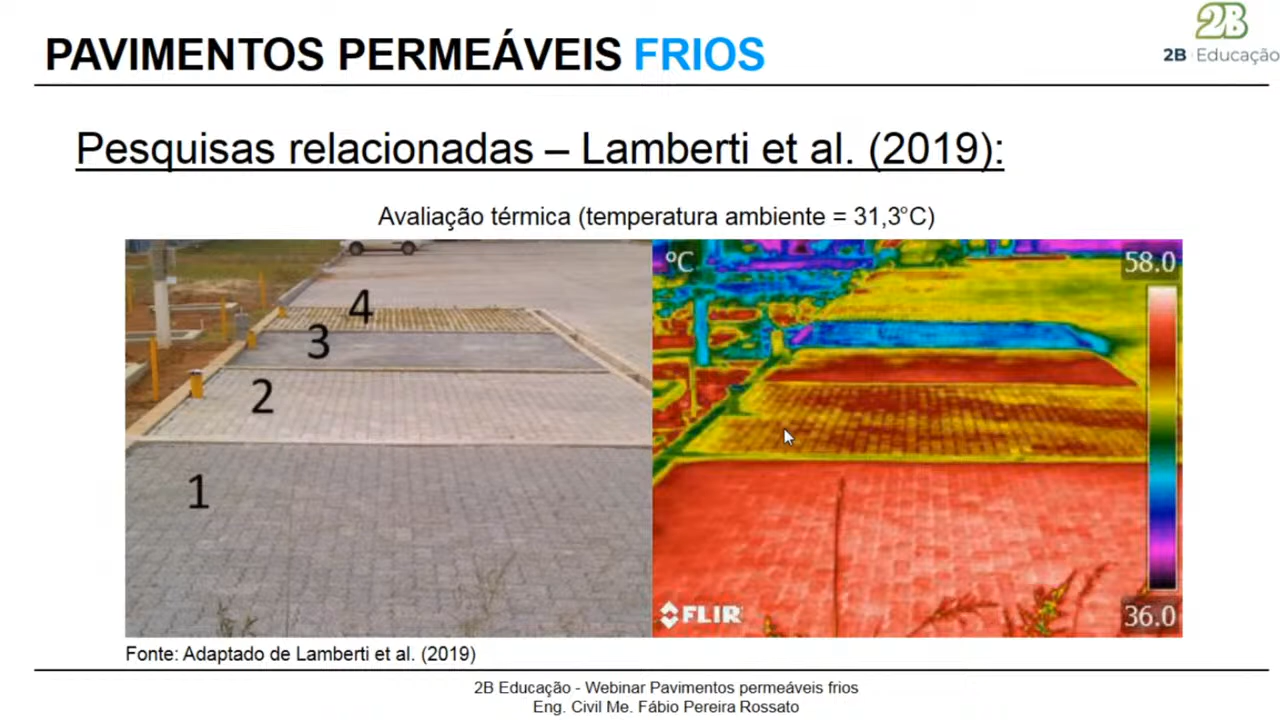 2B
2B Educação
PAVIMENTOS PERMEÁVEIS FRIOS
Pesquisas relacionadas – Lamberti et al. (2019):
Avaliação térmica (temperatura ambiente = 31,3°C)
4
3
2
1
°C
58.0
FLIR
36.0
Fonte: Adaptado de Lamberti et al. (2019)
2B Educação - Webinar Pavimentos permeáveis frios
Eng. Civil Me. Fábio Pereira Rossato